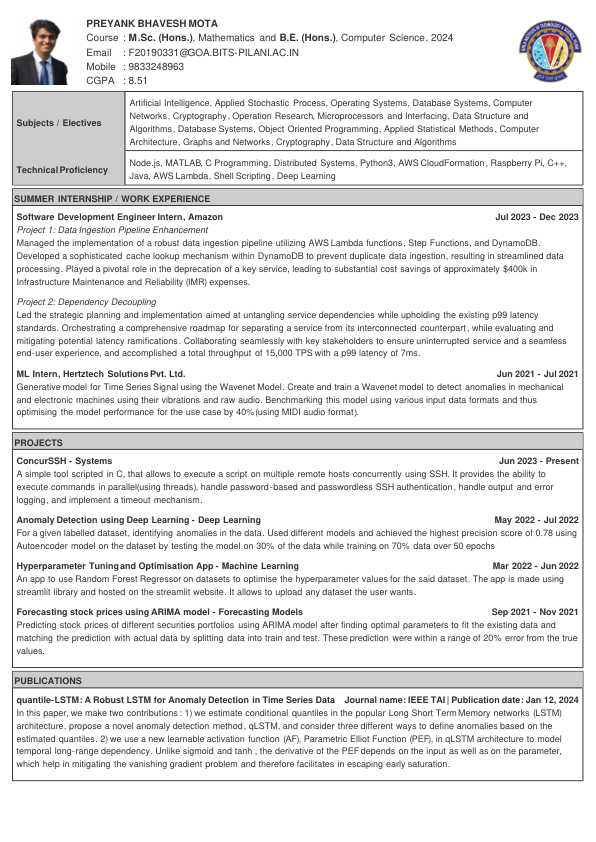 PREYANK BHAVESH MOTA
Course : M.Sc. (Hons.), Mathematics and B.E. (Hons.), Computer Science, 2024
Email : F20190331@GOA.BITS-PILANI.AC.IN
Mobile : 9833248963
CGPA : 8.51
Subjects / Electives
Artificial Intelligence, Applied Stochastic Process, Operating Systems, Database Systems, Computer
Networks, Cryptography, Operation Research, Microprocessors and Interfacing, Data Structure and
Algorithms, Database Systems, Object Oriented Programming, Applied Statistical Methods, Computer
Architecture, Graphs and Networks, Cryptography, Data Structure and Algorithms
Technical Proficiency
Node.js, MATLAB, C Programming, Distributed Systems, Python3, AWS CloudFormation, Raspberry Pi, C++,
Java, AWS Lambda, Shell Scripting, Deep Learning
SUMMER INTERNSHIP / WORK EXPERIENCE
Software Development Engineer Intern, Amazon Jul 2023 - Dec 2023
Project 1: Data Ingestion Pipeline Enhancement
Managed the implementation of a robust data ingestion pipeline utilizing AWS Lambda functions, Step Functions, and DynamoDB.
Developed a sophisticated cache lookup mechanism within DynamoDB to prevent duplicate data ingestion, resulting in streamlined data
processing. Played a pivotal role in the deprecation of a key service, leading to substantial cost savings of approximately $400k in
Infrastructure Maintenance and Reliability (IMR) expenses.
Project 2: Dependency Decoupling
Led the strategic planning and implementation aimed at untangling service dependencies while upholding the existing p99 latency
standards. Orchestrating a comprehensive roadmap for separating a service from its interconnected counterpart, while evaluating and
mitigating potential latency ramifications. Collaborating seamlessly with key stakeholders to ensure uninterrupted service and a seamless
end-user experience, and accomplished a total throughput of 15,000 TPS with a p99 latency of 7ms.
ML Intern, Hertztech Solutions Pvt. Ltd. Jun 2021 - Jul 2021
Generative model for Time Series Signal using the Wavenet Model. Create and train a Wavenet model to detect anomalies in mechanical
and electronic machines using their vibrations and raw audio. Benchmarking this model using various input data formats and thus
optimising the model performance for the use case by 40%(using MIDI audio format).
PROJECTS
ConcurSSH - Systems Jun 2023 - Present
A simple tool scripted in C, that allows to execute a script on multiple remote hosts concurrently using SSH. It provides the ability to
execute commands in parallel(using threads), handle password-based and passwordless SSH authentication, handle output and error
logging, and implement a timeout mechanism.
Anomaly Detection using Deep Learning - Deep Learning May 2022 - Jul 2022
For a given labelled dataset, identifying anomalies in the data. Used different models and achieved the highest precision score of 0.78 using
Autoencoder model on the dataset by testing the model on 30% of the data while training on 70% data over 50 epochs
Hyperparameter Tuning and Optimisation App - Machine Learning Mar 2022 - Jun 2022
An app to use Random Forest Regressor on datasets to optimise the hyperparameter values for the said dataset. The app is made using
streamlit library and hosted on the streamlit website. It allows to upload any dataset the user wants.
Forecasting stock prices using ARIMA model - Forecasting Models Sep 2021 - Nov 2021
Predicting stock prices of different securities portfolios using ARIMA model after finding optimal parameters to fit the existing data and
matching the prediction with actual data by splitting data into train and test. These prediction were within a range of 20% error from the true
values.
PUBLICATIONS
quantile-LSTM: A Robust LSTM for Anomaly Detection in Time Series Data Journal name: IEEE TAI | Publication date: Jan 12, 2024
In this paper, we make two contributions : 1) we estimate conditional quantiles in the popular Long Short Term Memory networks (LSTM)
architecture, propose a novel anomaly detection method, qLSTM, and consider three different ways to define anomalies based on the
estimated quantiles. 2) we use a new learnable activation function (AF), Parametric Elliot Function (PEF), in qLSTM architecture to model
temporal long-range dependency. Unlike sigmoid and tanh , the derivative of the PEF depends on the input as well as on the parameter,
which help in mitigating the vanishing gradient problem and therefore facilitates in escaping early saturation.